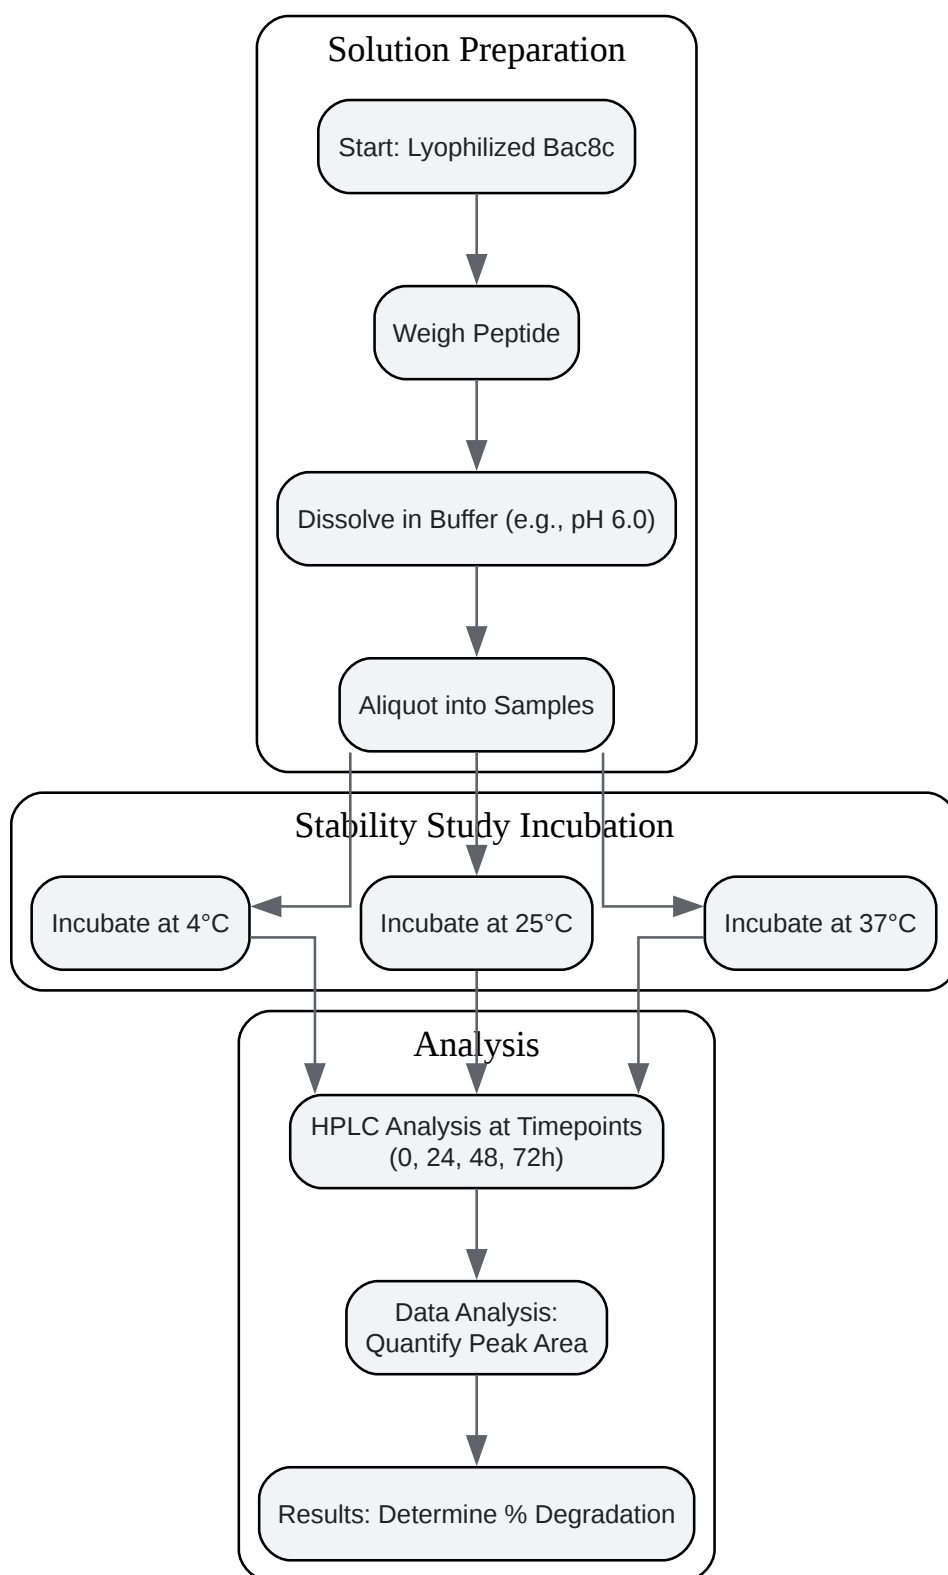 Solution Preparation
Start: Lyophilized Bac8c
Weigh Peptide
Dissolve in Buffer (e.g., pH 6.0)
Aliquot into Samples
Stability Study Incubation
Incubate at 4°C
Incubate at 25°C
Incubate at 37°C
Analysis
HPLC Analysis at Timepoints
(0, 24, 48, 72h)
Data Analysis:
Quantify Peak Area
Results: Determine % Degradation